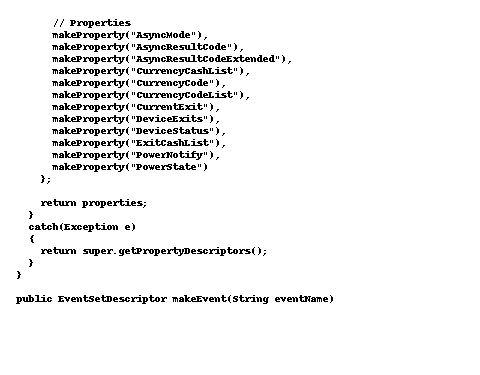 // Properties
makeProperty("AsyncMode"),
makeProperty("AsyncResultCode"),
makeProperty("AsyncResultCodeExtended"),
makeProperty("CurrencyCashList"),
makeProperty("CurrencyCode"),
makeProperty("CurrencyCodeList"),
makeProperty("CurrentExit"),
makeProperty("DeviceExits"),
makeProperty("DeviceStatus"),
makeProperty("ExitCashList"),
makeProperty("PowerNotify"),
makeProperty("PowerState")
};
return properties;
}
catch(Exception e)
{
return super.getPropertyDescriptors();
}
}
public EventSetDescriptor makeEvent(String eventName)